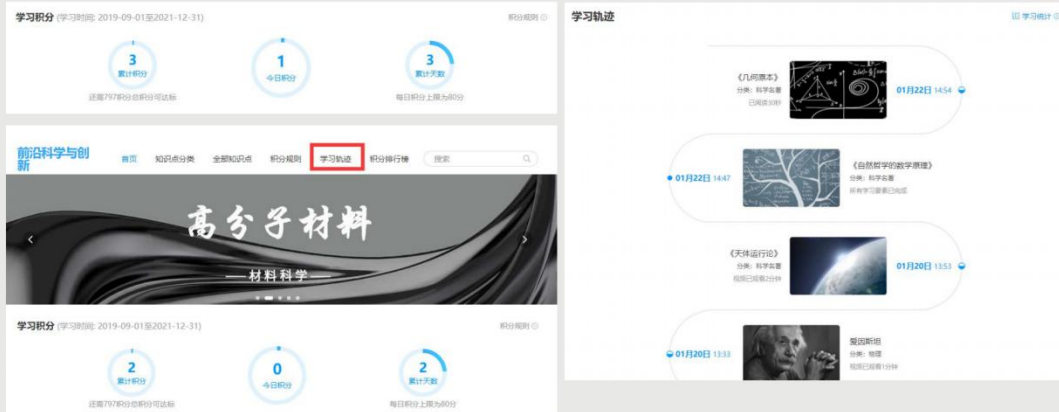 学习积分 (学习时间: 2019-09-01至2021-12-31)
积分规则
3
累计积分
还需797积分总积分可达标
1
今日积分
3
累计天数
每日积分上限为80分
前沿科学与创新
首页
知识点分类
全部知识点
积分规则
学习轨迹
积分排行榜
搜索
高分子材料
材料科学
学习积分 (学习时间: 2019-09-01至2021-12-31)
积分规则
2
累计积分
还需797积分总积分可达标
0
今日积分
2
累计天数
每日积分上限为80分
学习轨迹
学习统计
《几何原本》
分类: 科学名著
已阅读30秒
01月22日 14:54
01月22日 14:47
《自然哲学的数学原理》
分类: 科学名著
所有学习要素已完成
《天体运行论》
分类: 科学名著
视频已观看2分钟
01月20日 13:53
01月20日 13:33
爱因斯坦
分类: 物理
视频已观看1分钟